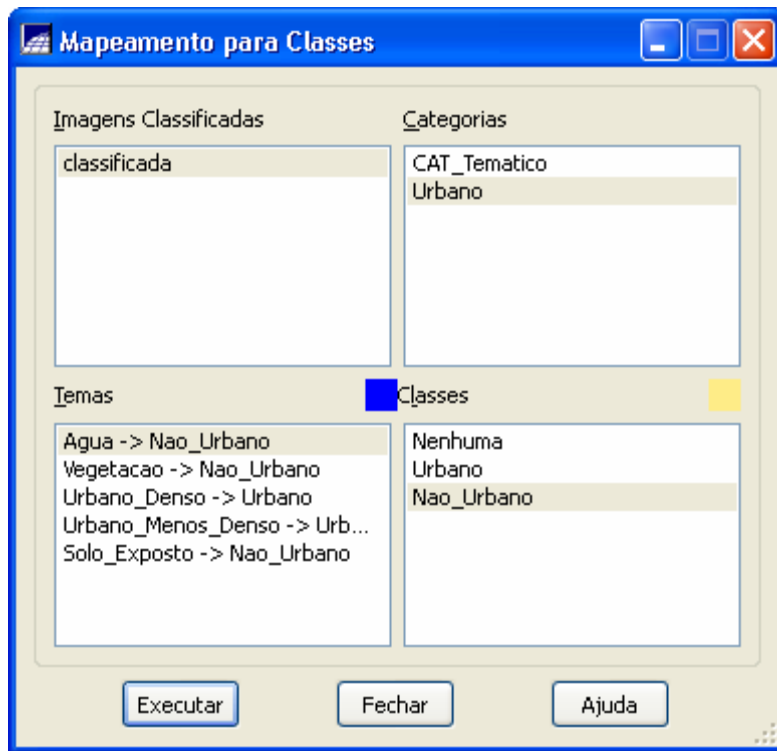 Mapeamento para Classes
Imagens Classificadas
Categorias
classificada
CAT_Tematico
Urbano
Temas
Classes
Agua -> Nao_Urbano
Vegetacao -> Nao_Urbano
Urbano_Denso -> Urbano
Urbano_Menos_Denso -> Urb...
Solo_Exposto -> Nao_Urbano
Nenhuma
Urbano
Nao_Urbano
Executar
Fechar
Ajuda